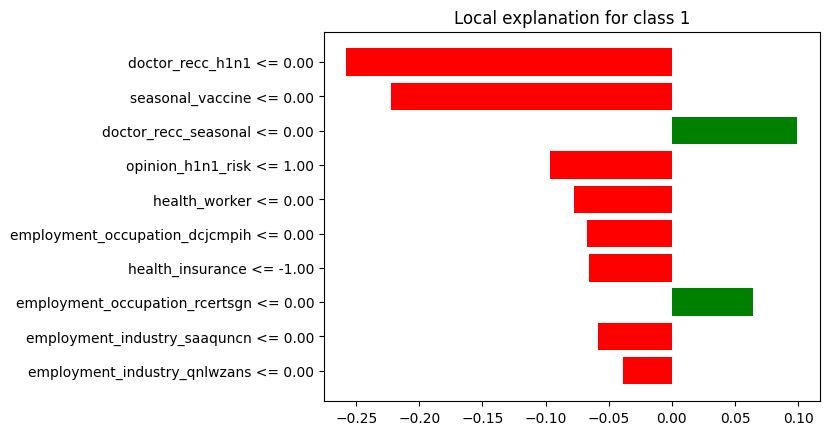 Local explanation for class 1
doctor_recc_h1n1 <= 0.00
seasonal_vaccine <= 0.00
doctor_recc_seasonal <= 0.00
opinion_h1n1_risk <= 1.00
health_worker <= 0.00
employment_occupation_dcjcmpih <= 0.00
health_insurance <= -1.00
employment_occupation_rcertsgn <= 0.00
employment_industry_saaquncn <= 0.00
employment_industry_qnlwzans <= 0.00
−0.25 −0.20 −0.15 −0.10 −0.05 0.00 0.05 0.10